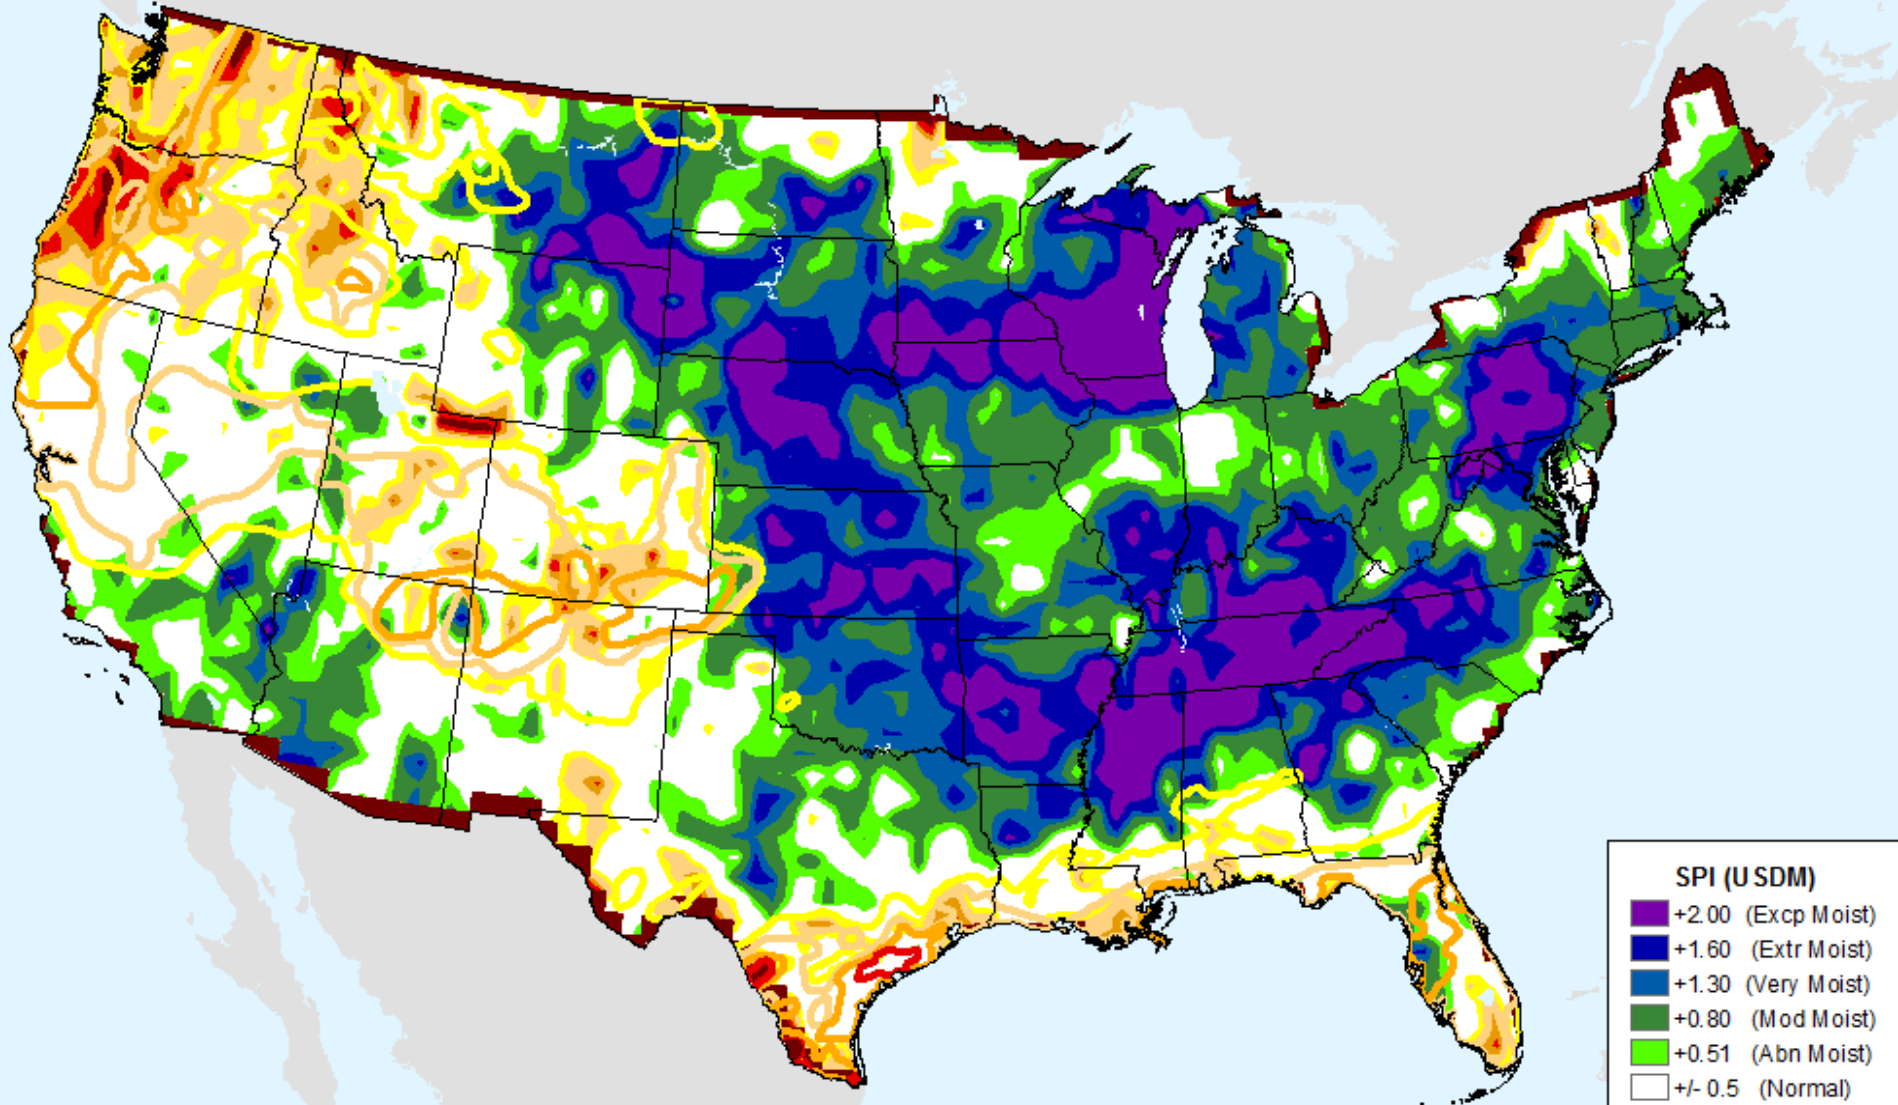 SPI (USDM)
+2.00 (Excp Moist)
+1.60 (Extr Moist)
+1.30 (Very Moist)
+0.80 (Mod Moist)
+0.51 (Abn Moist)
+/- 0.5 (Normal)